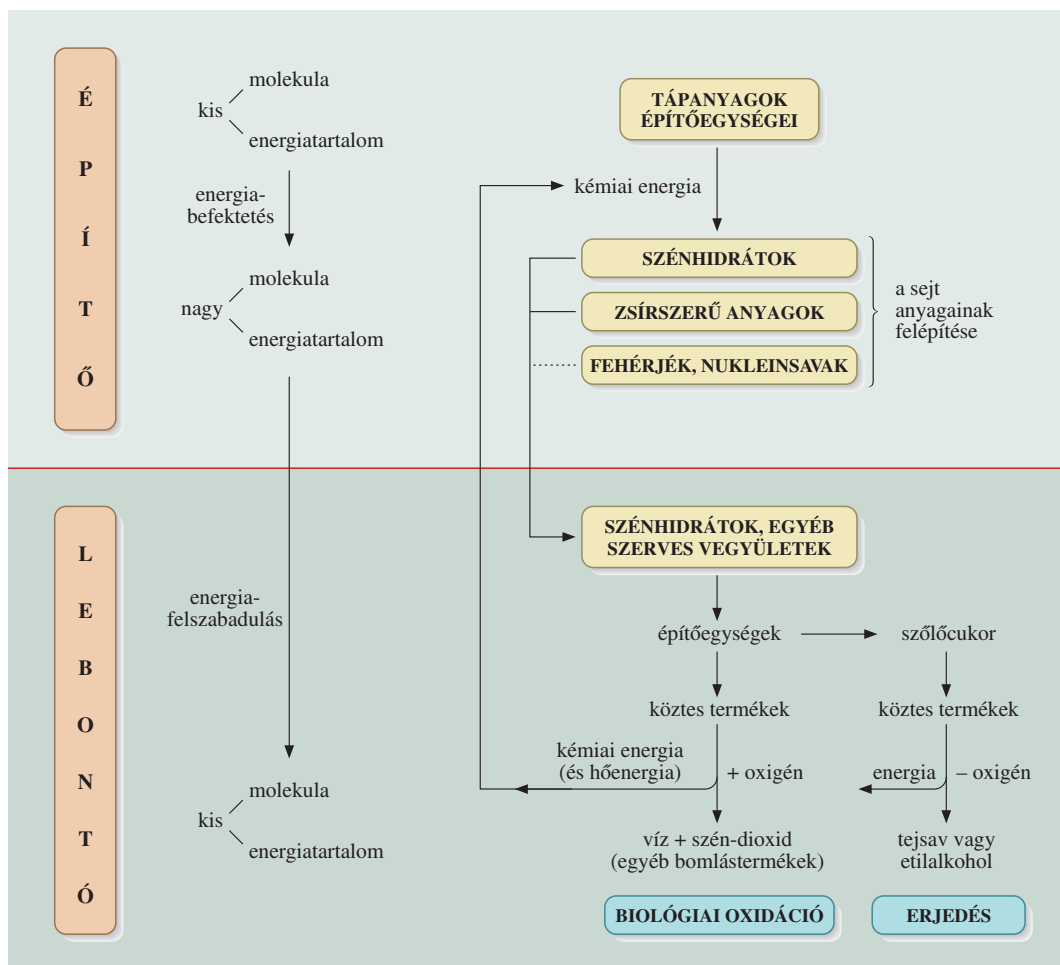 É
P
Í
T
Ő
molekula
kis
energiatartalom
energia-
befektetés
molekula
nagy
energiatartalom
TÁPANYAGOK
ÉPÍTŐEGYSÉGEI
kémiai energia
SZÉNHIDRÁTOK
ZSÍRSZERŰ ANYAGOK
FEHÉRJÉK, NUKLEINSAVAK
a sejt
anyagainak
felépítése
L
E
B
O
N
T
Ó
energia-
felszabadulás
molekula
kis
energiatartalom
SZÉNHIDRÁTOK, EGYÉB
SZERVES VEGYÜLETEK
építőegységek
szőlőcukor
köztes termékek
köztes termékek
kémiai energia
(és hőenergia)
+ oxigén
energia
– oxigén
víz + szén-dioxid
(egyéb bomlástermékek)
tejsav vagy
etilalkohol
BIOLÓGIAI OXIDÁCIÓ
ERJEDÉS